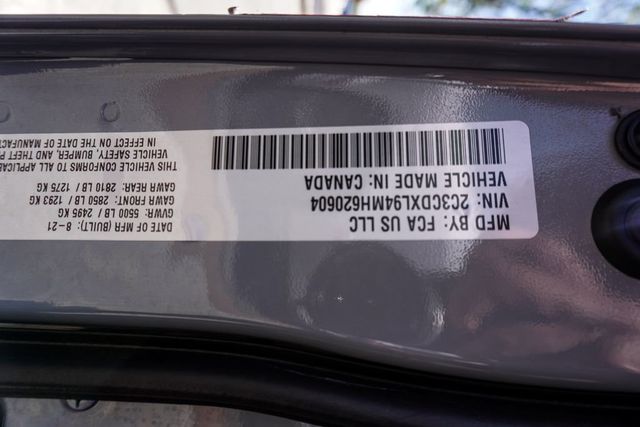 MFD BY: FCA US LLC
VIN: 2C3CDXL94MH620604
VEHICLE MADE IN: CANADA
DATE OF MFR (BUILT): 8-21
GVWR: 5500 LB / 2495 KG
GAWR FRONT: 2850 LB / 1293 KG
GAWR REAR: 2810 LB / 1275 KG
THIS VEHICLE CONFORMS TO ALL APPLICAB
VEHICLE SAFETY, BUMPER, AND THEFT P
IN EFFECT ON THE DATE OF MANUFACT